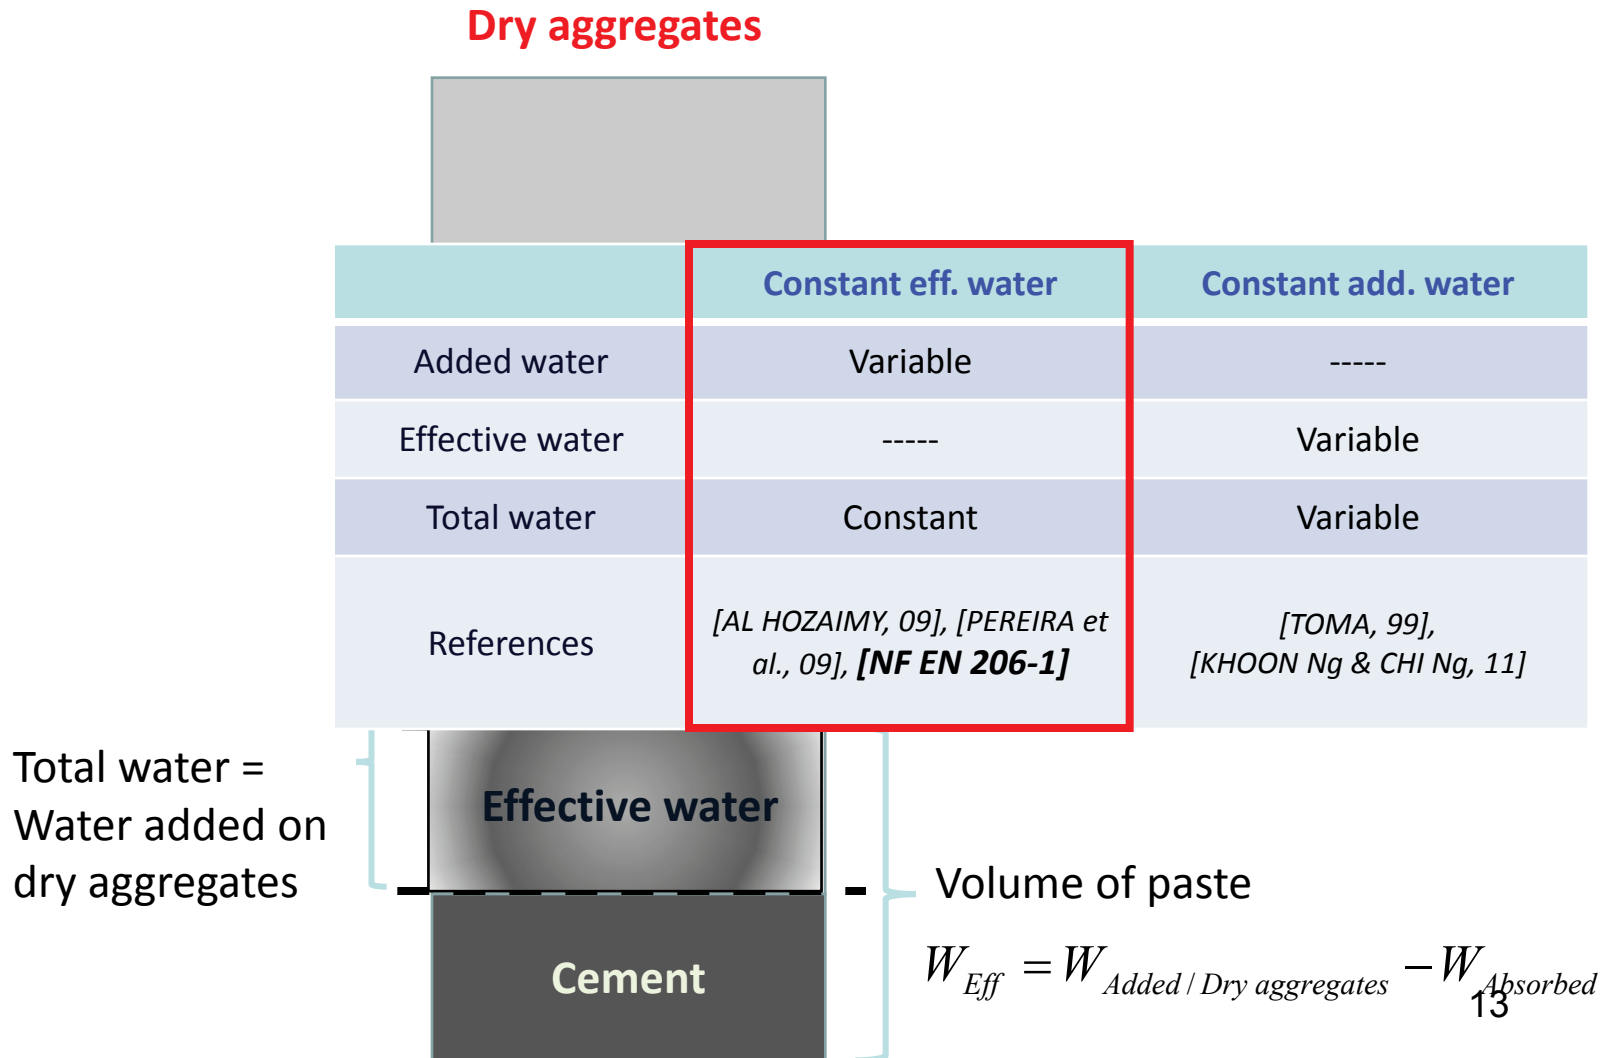 Dry aggregates
Constant eff. water Constant add. water
Added water Variable -----
Effective water ----- Variable
Total water Constant Variable
References [AL HOZAIMY, 09], [PEREIRA et al., 09], [NF EN 206-1] [TOMA, 99], [KHOON Ng & CHI Ng, 11]
Total water =
Water added on
dry aggregates
Effective water
Cement
Volume of paste
W_Eff = W_Added / Dry aggregates − W_Absorbed
13